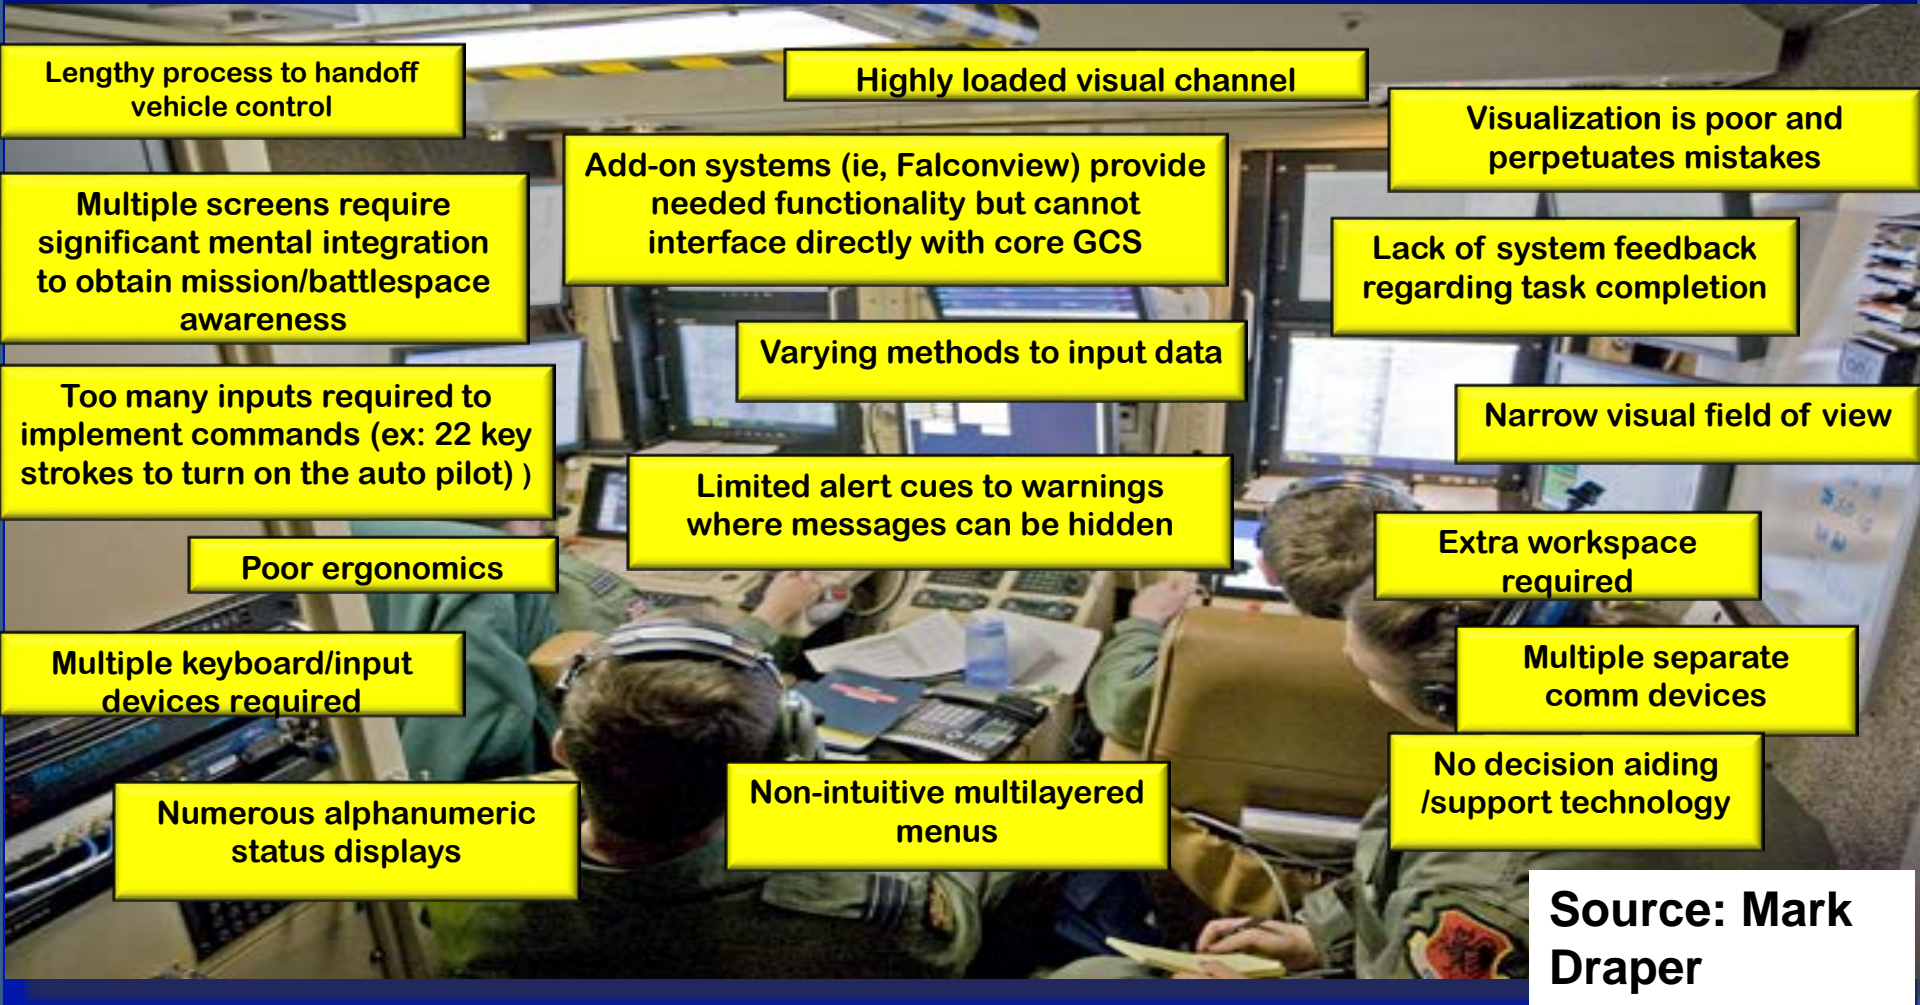 Lengthy process to handoff
vehicle control
Highly loaded visual channel
Visualization is poor and
perpetuates mistakes
Multiple screens require
significant mental integration
to obtain mission/battlespace
awareness
Add-on systems (ie, Falconview) provide
needed functionality but cannot
interface directly with core GCS
Lack of system feedback
regarding task completion
Varying methods to input data
Too many inputs required to
implement commands (ex: 22 key
strokes to turn on the auto pilot) )
Narrow visual field of view
Limited alert cues to warnings
where messages can be hidden
Poor ergonomics
Extra workspace
required
Multiple keyboard/input
devices required
Multiple separate
comm devices
No decision aiding
/support technology
Numerous alphanumeric
status displays
Non-intuitive multilayered
menus
Source: Mark
Draper